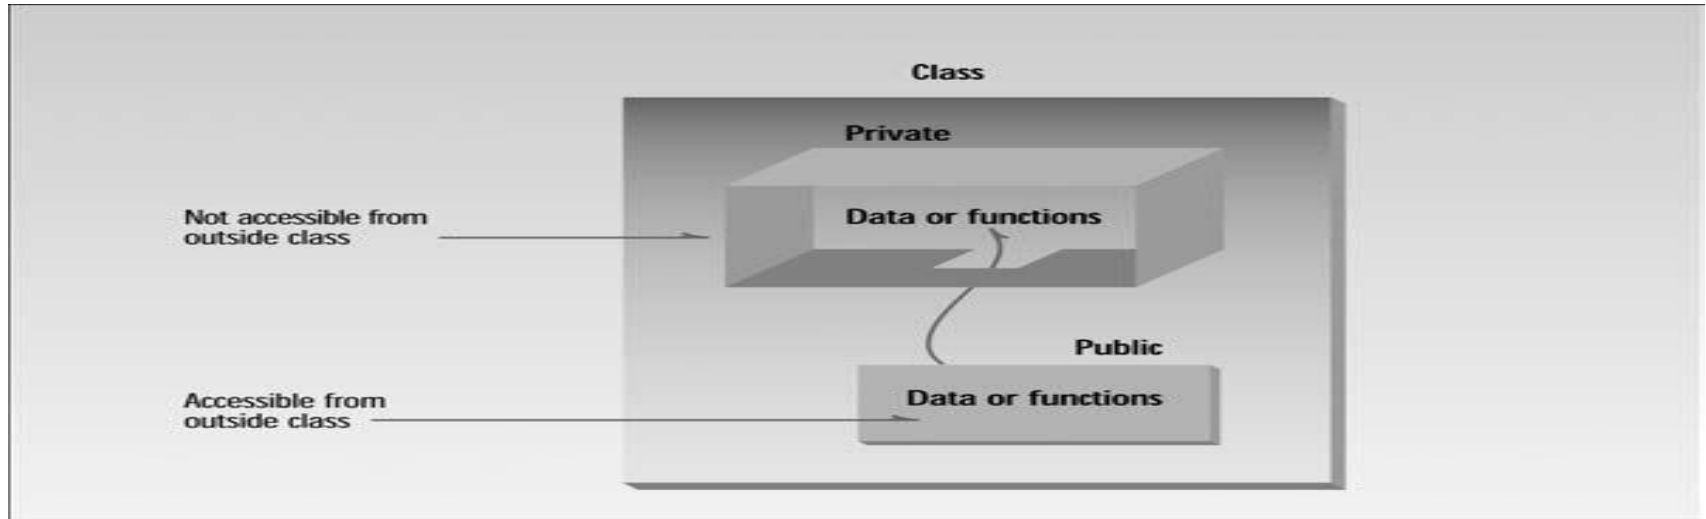 Class
Private
Not accessible from
outside class
Data or functions
Public
Accessible from
outside class
Data or functions